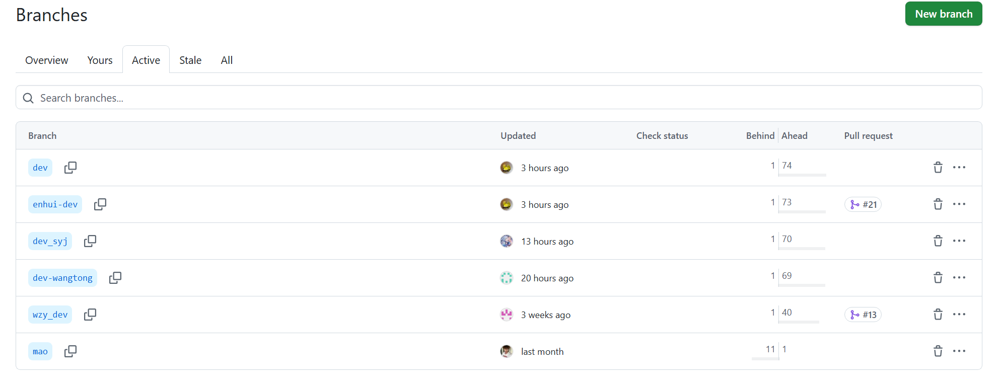 Branches
New branch
Overview Yours Active Stale All
Search branches...
Branch Updated Check status Behind Ahead Pull request
dev 3 hours ago 1 74
enhui-dev 3 hours ago 1 73 #21
dev_syj 13 hours ago 1 70
dev-wangtong 20 hours ago 1 69
wzy_dev 3 weeks ago 1 40 #13
mao last month 11 1